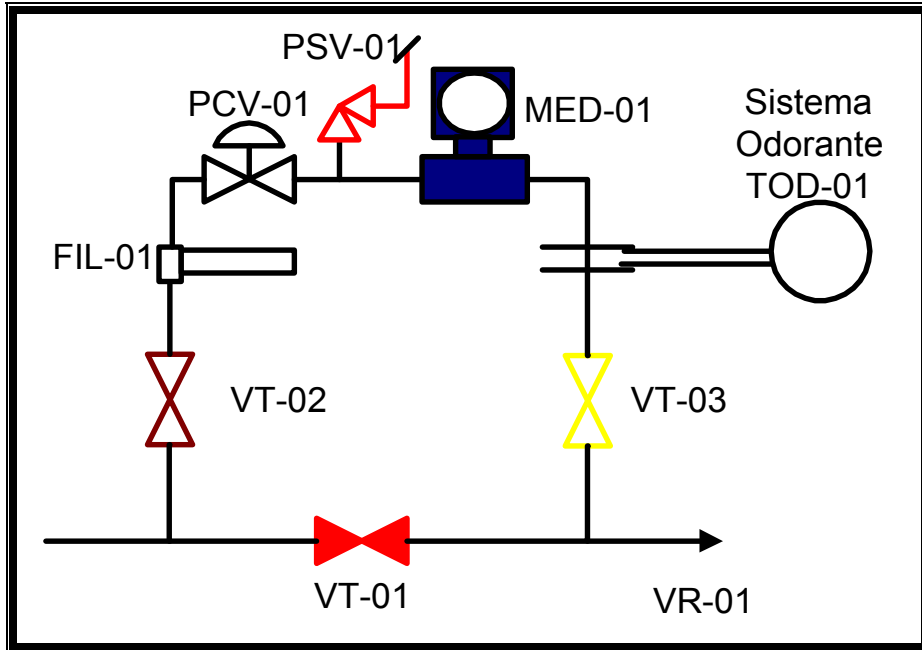 PSV-01
PCV-01
MED-01
Sistema
Odorante
TOD-01
FIL-01
VT-02
VT-03
VT-01
VR-01